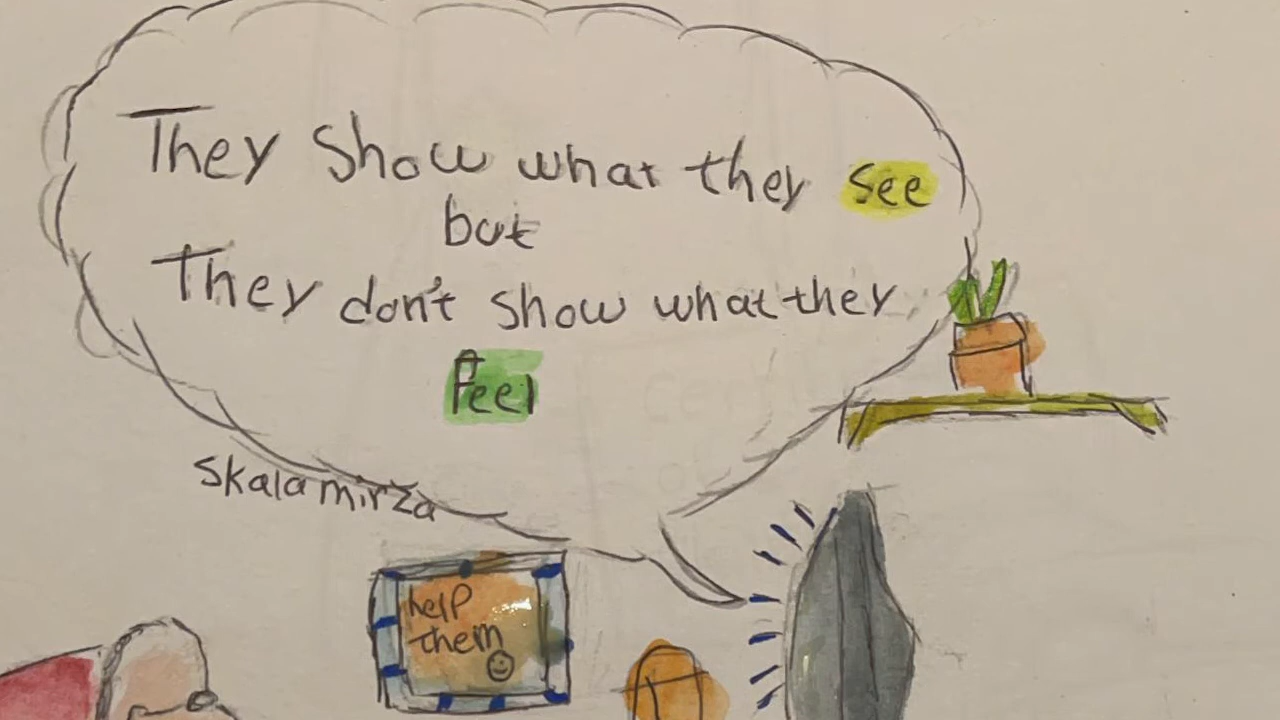 They show what they see
but
They don't show what they
Feel
skalamirza
help
them